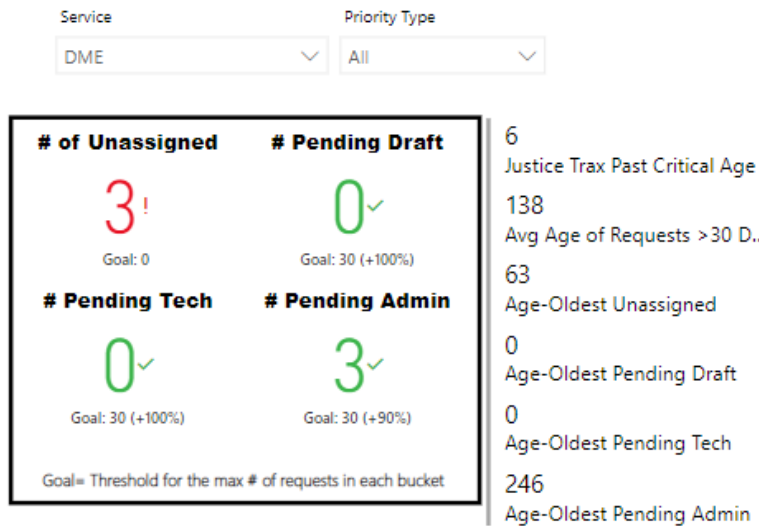 Service
Priority Type
DME
All
# of Unassigned
# Pending Draft
3!
0
Goal: 0
Goal: 30 (+100%)
# Pending Tech
# Pending Admin
0
3
Goal: 30 (+100%)
Goal: 30 (+90%)
Goal= Threshold for the max # of requests in each bucket
6
Justice Trax Past Critical Age
138
Avg Age of Requests >30 D...
63
Age-Oldest Unassigned
0
Age-Oldest Pending Draft
0
Age-Oldest Pending Tech
246
Age-Oldest Pending Admin